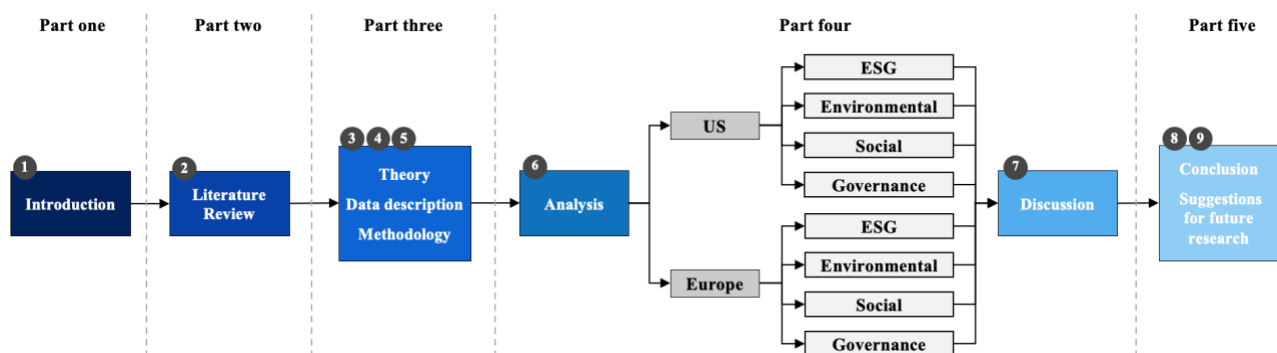 Part one
Part two
Part three
Part four
Part five
1
Introduction
2
Literature
Review
3 4 5
Theory
Data description
Methodology
6
Analysis
US
ESG
Environmental
Social
Governance
Europe
ESG
Environmental
Social
Governance
7
Discussion
8 9
Conclusion
Suggestions
for future
research